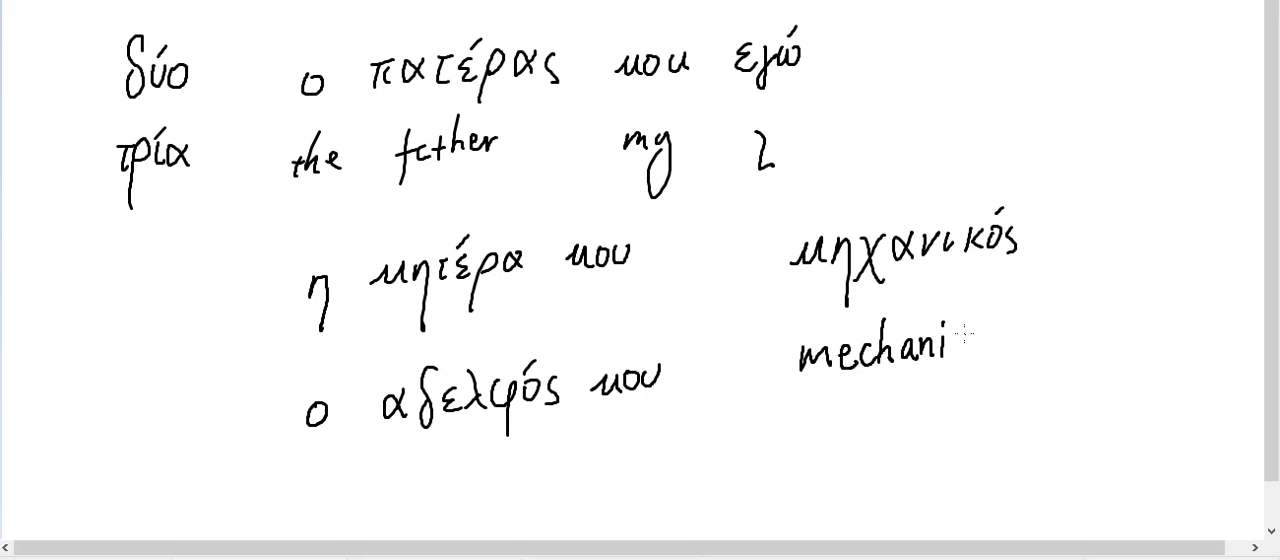 δύο ο πατέρας μου εγώ
τρία the father my I
η μητέρα μου μηχανικός
mechani
ο αδελφός μου